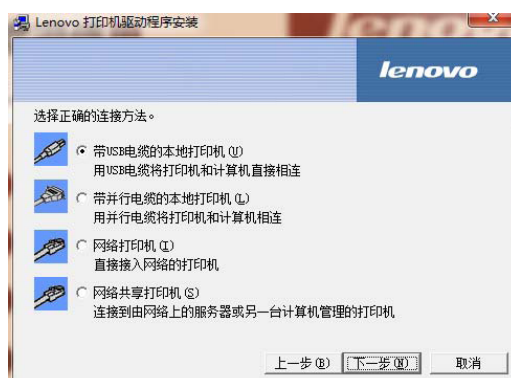 Lenovo 打印机驱动程序安装
lenovo
选择正确的连接方法。
带USB电缆的本地打印机(U)
用USB电缆将打印机和计算机直接相连
带并行电缆的本地打印机(L)
用并行电缆将打印机和计算机相连
网络打印机(I)
直接接入网络的打印机
网络共享打印机(S)
连接到由网络上的服务器或另一台计算机管理的打印机
上一步(B) 下一步(N) 取消